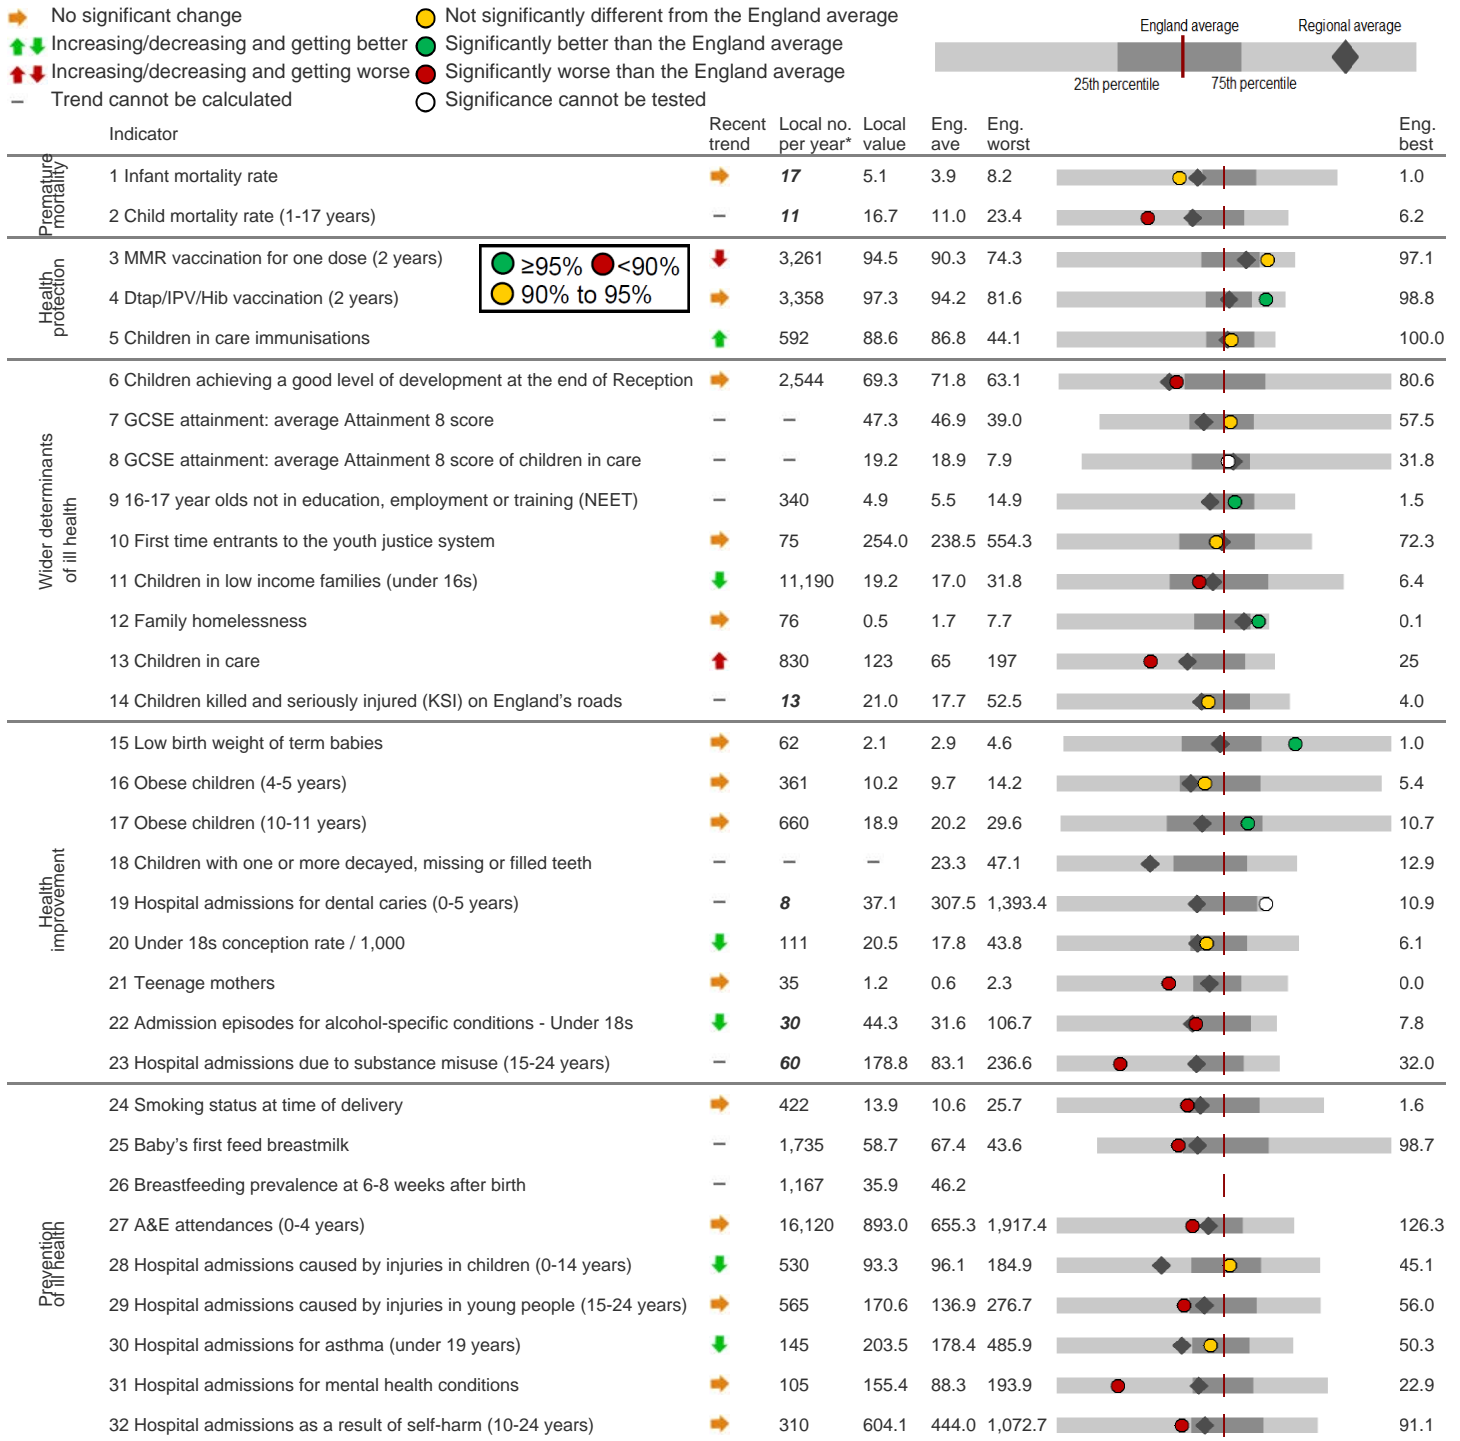 No significant change
Not significantly different from the England average
Increasing/decreasing and getting better
Significantly better than the England average
Increasing/decreasing and getting worse
Significantly worse than the England average
– Trend cannot be calculated
Significance cannot be tested
England average Regional average
25th percentile 75th percentile
Indicator Recent trend Local no. per year* Local value Eng. ave Eng. worst Eng. best
Premature mortality
1 Infant mortality rate 17 5.1 3.9 8.2 1.0
2 Child mortality rate (1-17 years) – 11 16.7 11.0 23.4 6.2
Health protection
≥95% <90%
90% to 95%
3 MMR vaccination for one dose (2 years) 3,261 94.5 90.3 74.3 97.1
4 Dtap/IPV/Hib vaccination (2 years) 3,358 97.3 94.2 81.6 98.8
5 Children in care immunisations 592 88.6 86.8 44.1 100.0
Wider determinants of ill health
6 Children achieving a good level of development at the end of Reception 2,544 69.3 71.8 63.1 80.6
7 GCSE attainment: average Attainment 8 score – – 47.3 46.9 39.0 57.5
8 GCSE attainment: average Attainment 8 score of children in care – – 19.2 18.9 7.9 31.8
9 16-17 year olds not in education, employment or training (NEET) – 340 4.9 5.5 14.9 1.5
10 First time entrants to the youth justice system 75 254.0 238.5 554.3 72.3
11 Children in low income families (under 16s) 11,190 19.2 17.0 31.8 6.4
12 Family homelessness 76 0.5 1.7 7.7 0.1
13 Children in care 830 123 65 197 25
14 Children killed and seriously injured (KSI) on England’s roads – 13 21.0 17.7 52.5 4.0
Health improvement
15 Low birth weight of term babies 62 2.1 2.9 4.6 1.0
16 Obese children (4-5 years) 361 10.2 9.7 14.2 5.4
17 Obese children (10-11 years) 660 18.9 20.2 29.6 10.7
18 Children with one or more decayed, missing or filled teeth – – – 23.3 47.1 12.9
19 Hospital admissions for dental caries (0-5 years) – 8 37.1 307.5 1,393.4 10.9
20 Under 18s conception rate / 1,000 111 20.5 17.8 43.8 6.1
21 Teenage mothers 35 1.2 0.6 2.3 0.0
22 Admission episodes for alcohol-specific conditions - Under 18s 30 44.3 31.6 106.7 7.8
23 Hospital admissions due to substance misuse (15-24 years) – 60 178.8 83.1 236.6 32.0
Prevention of ill health
24 Smoking status at time of delivery 422 13.9 10.6 25.7 1.6
25 Baby’s first feed breastmilk – 1,735 58.7 67.4 43.6 98.7
26 Breastfeeding prevalence at 6-8 weeks after birth – 1,167 35.9 46.2
27 A&E attendances (0-4 years) 16,120 893.0 655.3 1,917.4 126.3
28 Hospital admissions caused by injuries in children (0-14 years) 530 93.3 96.1 184.9 45.1
29 Hospital admissions caused by injuries in young people (15-24 years) 565 170.6 136.9 276.7 56.0
30 Hospital admissions for asthma (under 19 years) 145 203.5 178.4 485.9 50.3
31 Hospital admissions for mental health conditions 105 155.4 88.3 193.9 22.9
32 Hospital admissions as a result of self-harm (10-24 years) 310 604.1 444.0 1,072.7 91.1